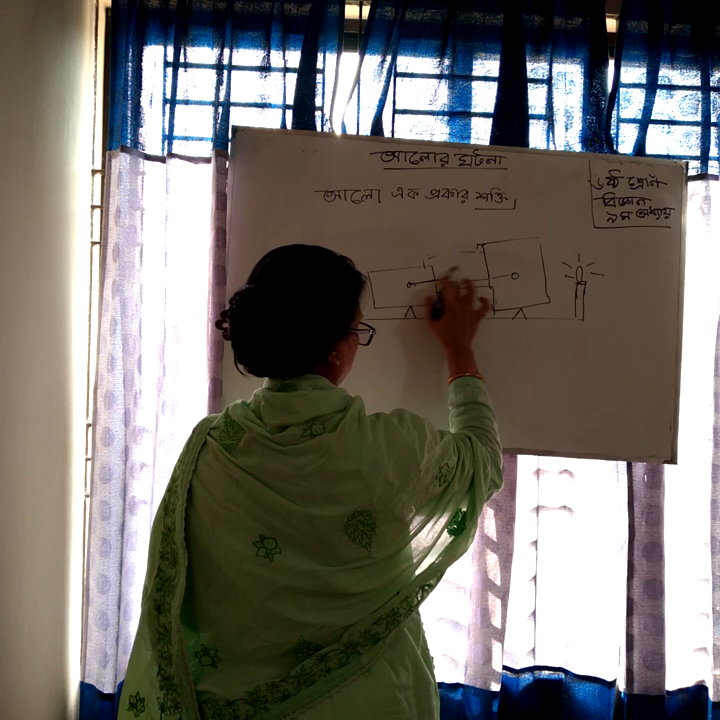 আলোর ঘটনা
আলো এক প্রকার শক্তি
৬ষ্ঠ শ্রেণি
বিজ্ঞান
৯ম অধ্যায়